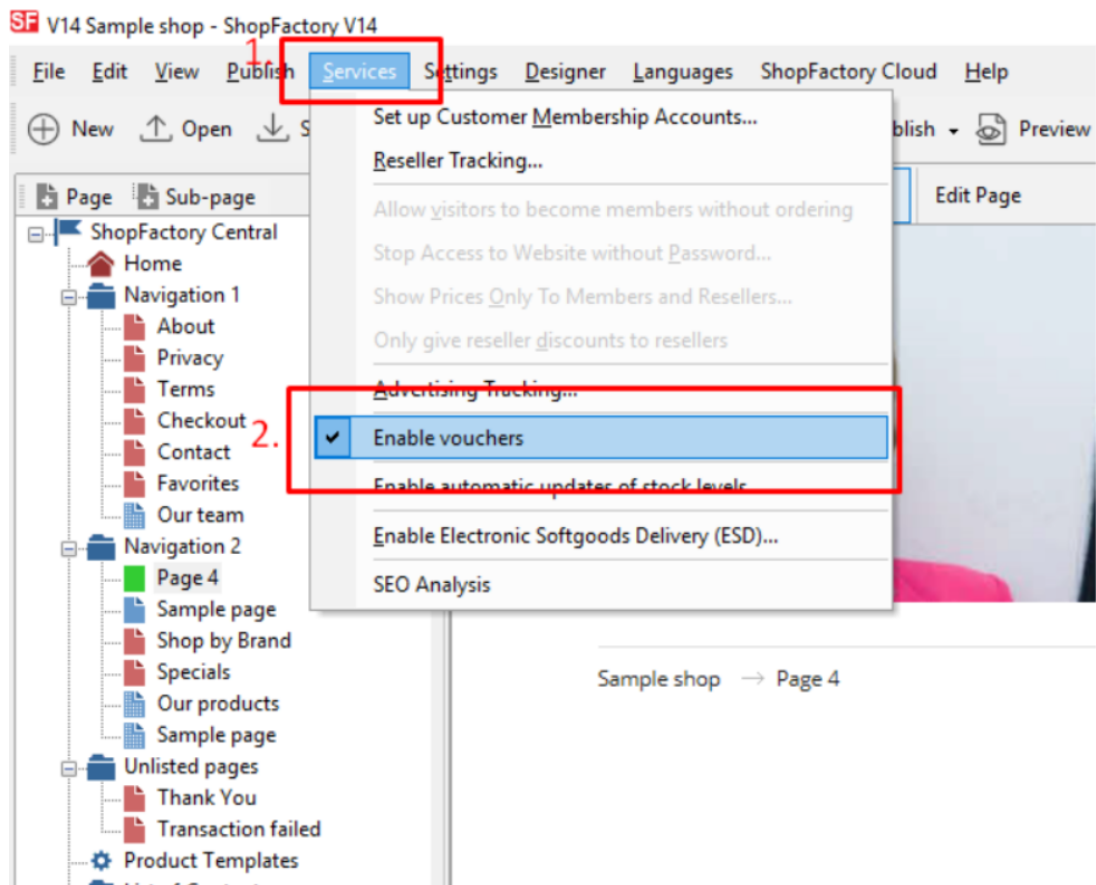 SF V14 Sample shop - ShopFactory V14
1.
File Edit View Publish Services Settings Designer Languages ShopFactory Cloud Help
New Open S blish Preview
Set up Customer Membership Accounts...
Reseller Tracking...
Allow visitors to become members without ordering
Stop Access to Website without Password...
Show Prices Only To Members and Resellers...
Only give reseller discounts to resellers
Advertising Tracking...
2.
Enable vouchers
Enable automatic updates of stock levels
Enable Electronic Softgoods Delivery (ESD)...
SEO Analysis
Page Sub-page
Edit Page
ShopFactory Central
Home
Navigation 1
About
Privacy
Terms
Checkout
Contact
Favorites
Our team
Navigation 2
Page 4
Sample page
Shop by Brand
Specials
Our products
Sample page
Unlisted pages
Thank You
Transaction failed
Product Templates
Sample shop → Page 4